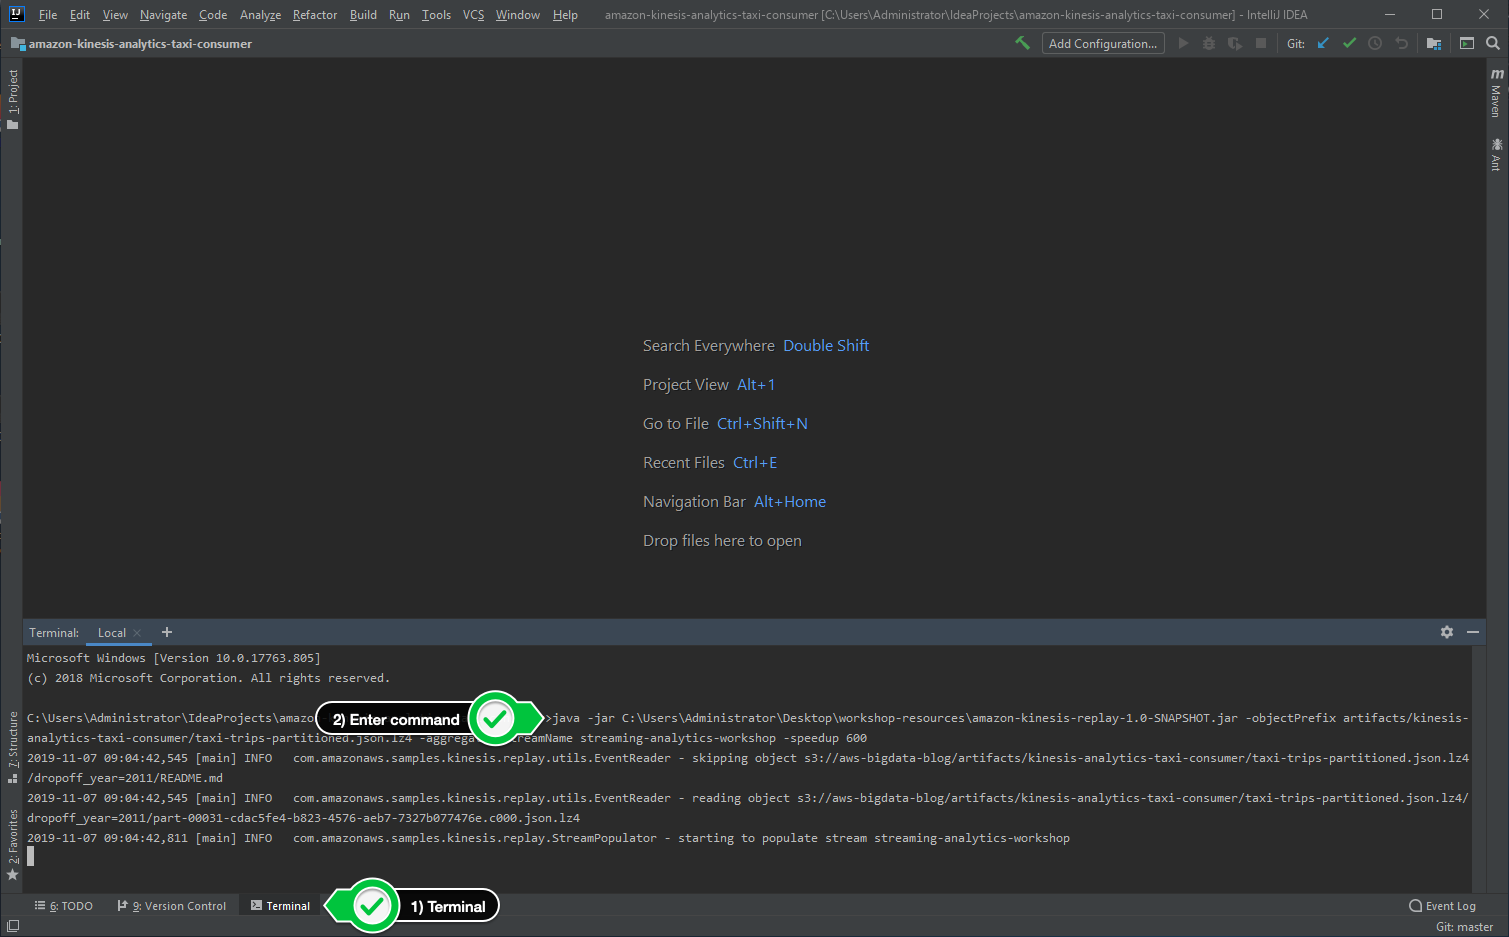 IJ File Edit View Navigate Code Analyze Refactor Build Run Tools VCS Window Help amazon-kinesis-analytics-taxi-consumer [C:\Users\Administrator\IdeaProjects\amazon-kinesis-analytics-taxi-consumer] - IntelliJ IDEA
amazon-kinesis-analytics-taxi-consumer Add Configuration... Git:
1: Project
m Maven
Ant
Search Everywhere Double Shift
Project View Alt+1
Go to File Ctrl+Shift+N
Recent Files Ctrl+E
Navigation Bar Alt+Home
Drop files here to open
Terminal: Local × +
Microsoft Windows [Version 10.0.17763.805]
(c) 2018 Microsoft Corporation. All rights reserved.
C:\Users\Administrator\IdeaProjects\amazo 2) Enter command >java -jar C:\Users\Administrator\Desktop\workshop-resources\amazon-kinesis-replay-1.0-SNAPSHOT.jar -objectPrefix artifacts/kinesis-
analytics-taxi-consumer/taxi-trips-partitioned.json.lz4 -aggrega reamName streaming-analytics-workshop -speedup 600
2019-11-07 09:04:42,545 [main] INFO com.amazonaws.samples.kinesis.replay.utils.EventReader - skipping object s3://aws-bigdata-blog/artifacts/kinesis-analytics-taxi-consumer/taxi-trips-partitioned.json.lz4
/dropoff_year=2011/README.md
2019-11-07 09:04:42,545 [main] INFO com.amazonaws.samples.kinesis.replay.utils.EventReader - reading object s3://aws-bigdata-blog/artifacts/kinesis-analytics-taxi-consumer/taxi-trips-partitioned.json.lz4/
dropoff_year=2011/part-00031-cdac5fe4-b823-4576-aeb7-7327b077476e.c000.json.lz4
2019-11-07 09:04:42,811 [main] INFO com.amazonaws.samples.kinesis.replay.StreamPopulator - starting to populate stream streaming-analytics-workshop
7: Structure
2: Favorites
6: TODO 9: Version Control Terminal 1) Terminal Event Log
Git: master